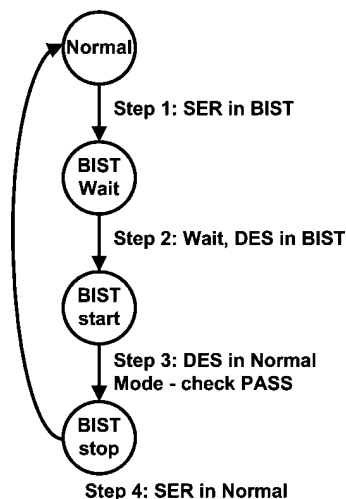 Normal
Step 1: SER in BIST
BIST
Wait
Step 2: Wait, DES in BIST
BIST
start
Step 3: DES in Normal
Mode - check PASS
BIST
stop
Step 4: SER in Normal